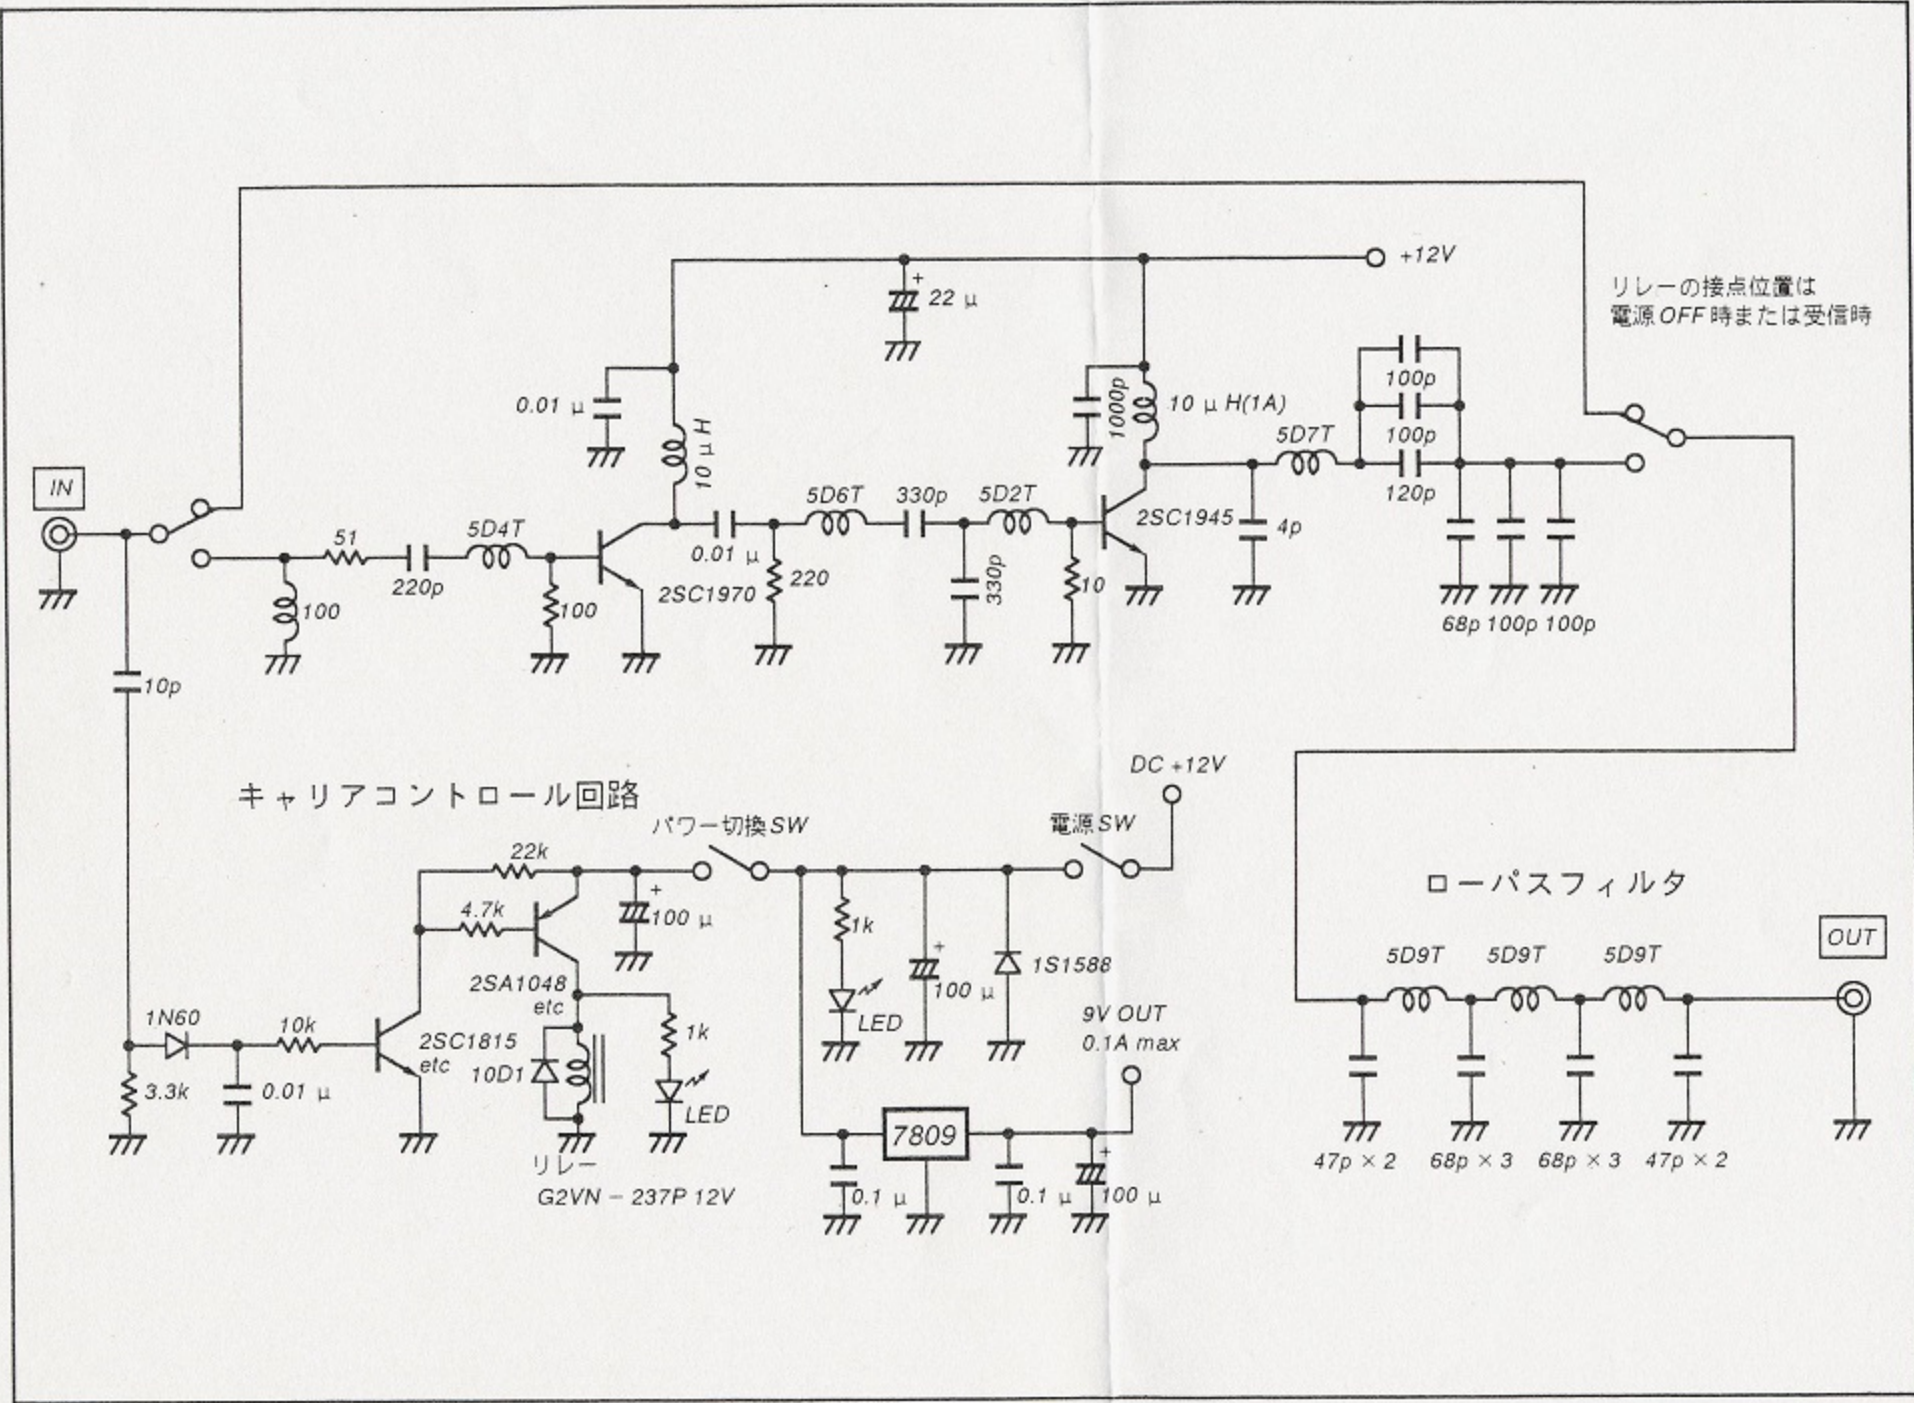 +12V
+
22 μ
リレーの接点位置は
電源OFF時または受信時
0.01 μ
10 μ H
1000p
10 μ H(1A)
100p
100p
120p
5D7T
IN
51
5D4T
220p
100
100
2SC1970
0.01 μ
5D6T
220
330p
330p
5D2T
10
2SC1945
4p
68p 100p 100p
10p
キャリアコントロール回路
パワー切換SW
電源SW
DC +12V
22k
4.7k
+
100 μ
2SA1048
etc
1N60
10k
2SC1815
etc
3.3k
0.01 μ
10D1
1k
LED
リレー
G2VN − 237P 12V
1k
LED
+
100 μ
1S1588
9V OUT
0.1A max
7809
0.1 μ
0.1 μ
+
100 μ
ローパスフィルタ
5D9T 5D9T 5D9T
OUT
47p × 2 68p × 3 68p × 3 47p × 2